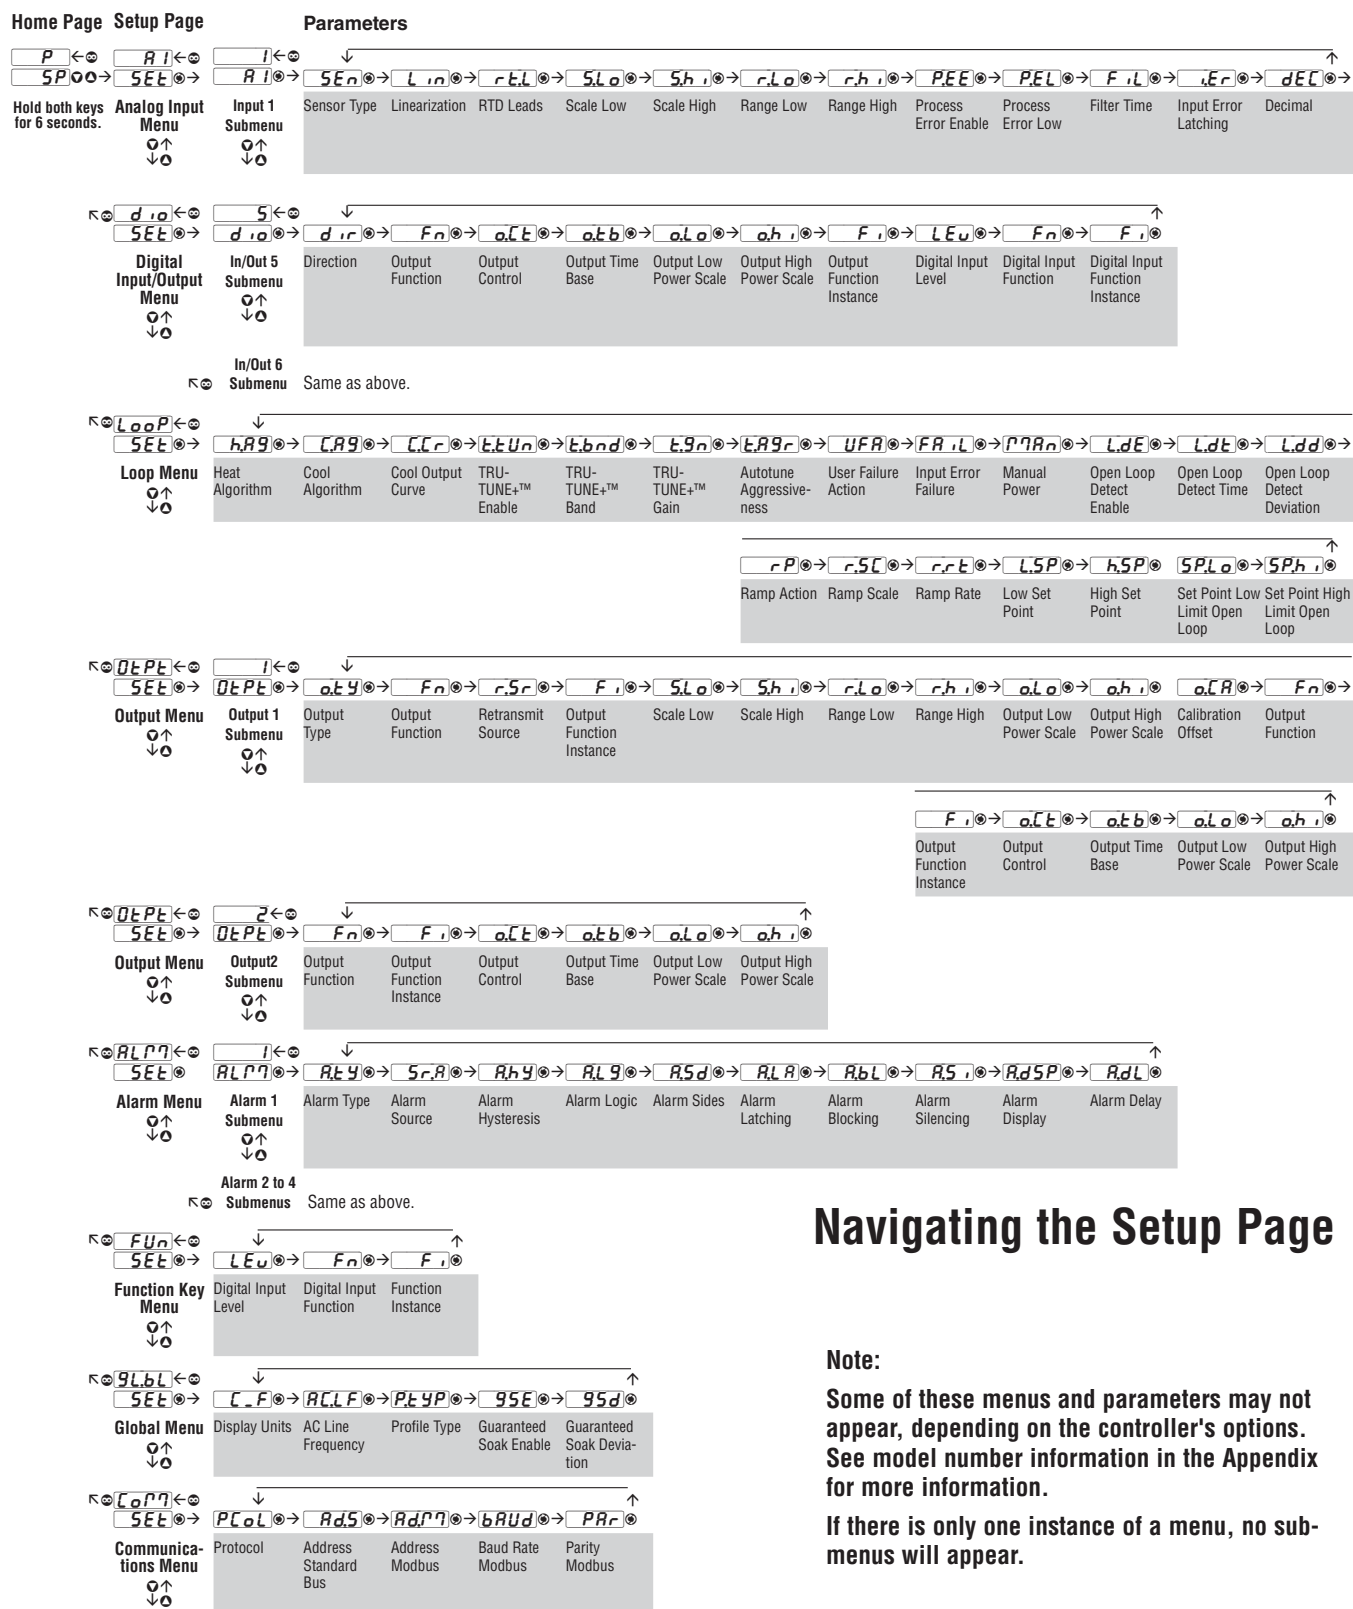 Home Page Setup Page Parameters
P A1 1
SP SEt A1 SEn Lin rt.L S.Lo S.hi r.Lo r.hi P.EE P.EL FiL i.Er dEC
Hold both keys for 6 seconds.
Analog Input Menu
Input 1 Submenu
Sensor Type
Linearization
RTD Leads
Scale Low
Scale High
Range Low
Range High
Process Error Enable
Process Error Low
Filter Time
Input Error Latching
Decimal
dio 5
SEt dio dir Fn o.Ct o.tb o.Lo o.hi Fi LEv Fn Fi
Digital Input/Output Menu
In/Out 5 Submenu
Direction
Output Function
Output Control
Output Time Base
Output Low Power Scale
Output High Power Scale
Output Function Instance
Digital Input Level
Digital Input Function
Digital Input Function Instance
In/Out 6 Submenu
Same as above.
LooP
SEt h.Ag C.Ag C.Cr t.tUn t.bnd t.gn t.Agr UFA FAiL MAn L.dE L.dt L.dd
Loop Menu
Heat Algorithm
Cool Algorithm
Cool Output Curve
TRU-TUNE+™ Enable
TRU-TUNE+™ Band
TRU-TUNE+™ Gain
Autotune Aggressive-ness
User Failure Action
Input Error Failure
Manual Power
Open Loop Detect Enable
Open Loop Detect Time
Open Loop Detect Deviation
rP r.SC r.rt L.SP h.SP SP.Lo SP.hi
Ramp Action
Ramp Scale
Ramp Rate
Low Set Point
High Set Point
Set Point Low Limit Open Loop
Set Point High Limit Open Loop
OtPt 1
SEt OtPt o.tY Fn r.Sr Fi S.Lo S.hi r.Lo r.hi o.Lo o.hi o.CA Fn
Output Menu
Output 1 Submenu
Output Type
Output Function
Retransmit Source
Output Function Instance
Scale Low
Scale High
Range Low
Range High
Output Low Power Scale
Output High Power Scale
Calibration Offset
Output Function
Fi o.Ct o.tb o.Lo o.hi
Output Function Instance
Output Control
Output Time Base
Output Low Power Scale
Output High Power Scale
OtPt 2
SEt OtPt Fn Fi o.Ct o.tb o.Lo o.hi
Output Menu
Output2 Submenu
Output Function
Output Function Instance
Output Control
Output Time Base
Output Low Power Scale
Output High Power Scale
ALM 1
SEt ALM A.tY Sr.A A.hY A.Lg A.Sd A.LA A.bL A.Si A.dSP A.dL
Alarm Menu
Alarm 1 Submenu
Alarm Type
Alarm Source
Alarm Hysteresis
Alarm Logic
Alarm Sides
Alarm Latching
Alarm Blocking
Alarm Silencing
Alarm Display
Alarm Delay
Alarm 2 to 4 Submenus
Same as above.
Navigating the Setup Page
FUn
SEt LEv Fn Fi
Function Key Menu
Digital Input Level
Digital Input Function
Function Instance
gLbL
SEt C_F AC.LF P.tYP gSE gSd
Global Menu
Display Units
AC Line Frequency
Profile Type
Guaranteed Soak Enable
Guaranteed Soak Devia-tion
CoM
SEt PCoL Ad.S Ad.M bAUd PAr
Communica-tions Menu
Protocol
Address Standard Bus
Address Modbus
Baud Rate Modbus
Parity Modbus
Note:
Some of these menus and parameters may not
appear, depending on the controller's options.
See model number information in the Appendix
for more information.
If there is only one instance of a menu, no sub-
menus will appear.